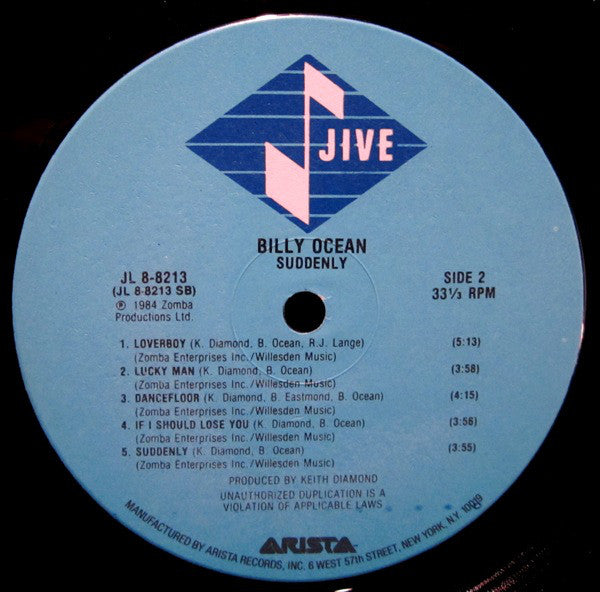 JIVE
BILLY OCEAN
SUDDENLY
JL 8-8213
(JL 8-8213 SB)
℗ 1984 Zomba
Productions Ltd.
SIDE 2
33⅓ RPM
1. LOVERBOY (K. Diamond, B. Ocean, R.J. Lange) (5:13)
(Zomba Enterprises Inc./Willesden Music)
2. LUCKY MAN (K. Diamond, B. Ocean) (3:58)
(Zomba Enterprises Inc./Willesden Music)
3. DANCEFLOOR (K. Diamond, B. Eastmond, B. Ocean) (4:15)
(Zomba Enterprises Inc./Willesden Music)
4. IF I SHOULD LOSE YOU (K. Diamond, B. Ocean) (3:56)
(Zomba Enterprises Inc./Willesden Music)
5. SUDDENLY (K. Diamond, B. Ocean) (3:55)
(Zomba Enterprises Inc./Willesden Music)
PRODUCED BY KEITH DIAMOND
UNAUTHORIZED DUPLICATION IS A
VIOLATION OF APPLICABLE LAWS
ARISTA™
MANUFACTURED BY ARISTA RECORDS, INC. 6 WEST 57th STREET, NEW YORK, N.Y. 10019